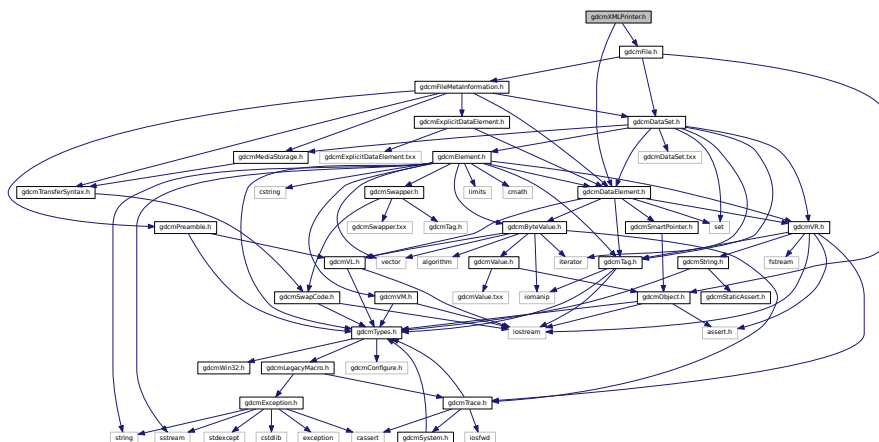 gdcmXMLPrinter.h
gdcmFile.h
gdcmFileMetaInformation.h
gdcmExplicitDataElement.h
gdcmDataSet.h
gdcmMediaStorage.h
gdcmExplicitDataElement.txx
gdcmElement.h
gdcmDataSet.txx
gdcmTransferSyntax.h
cstring
gdcmSwapper.h
limits
cmath
gdcmDataElement.h
gdcmPreamble.h
gdcmSwapper.txx
gdcmTag.h
gdcmByteValue.h
gdcmSmartPointer.h
set
gdcmVR.h
gdcmVL.h
vector
algorithm
gdcmValue.h
iterator
gdcmTag.h
gdcmString.h
fstream
gdcmSwapCode.h
gdcmVM.h
gdcmValue.txx
iomanip
gdcmObject.h
gdcmStaticAssert.h
gdcmTypes.h
iostream
assert.h
gdcmWin32.h
gdcmLegacyMacro.h
gdcmConfigure.h
gdcmException.h
gdcmTrace.h
string
sstream
stdexcept
cstdlib
exception
cassert
gdcmSystem.h
iosfwd